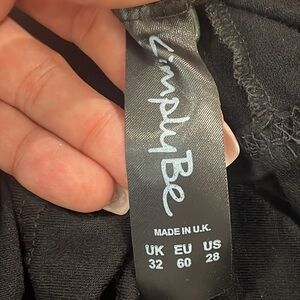 SimplyBe
MADE IN U.K.
UK EU US
32 60 28